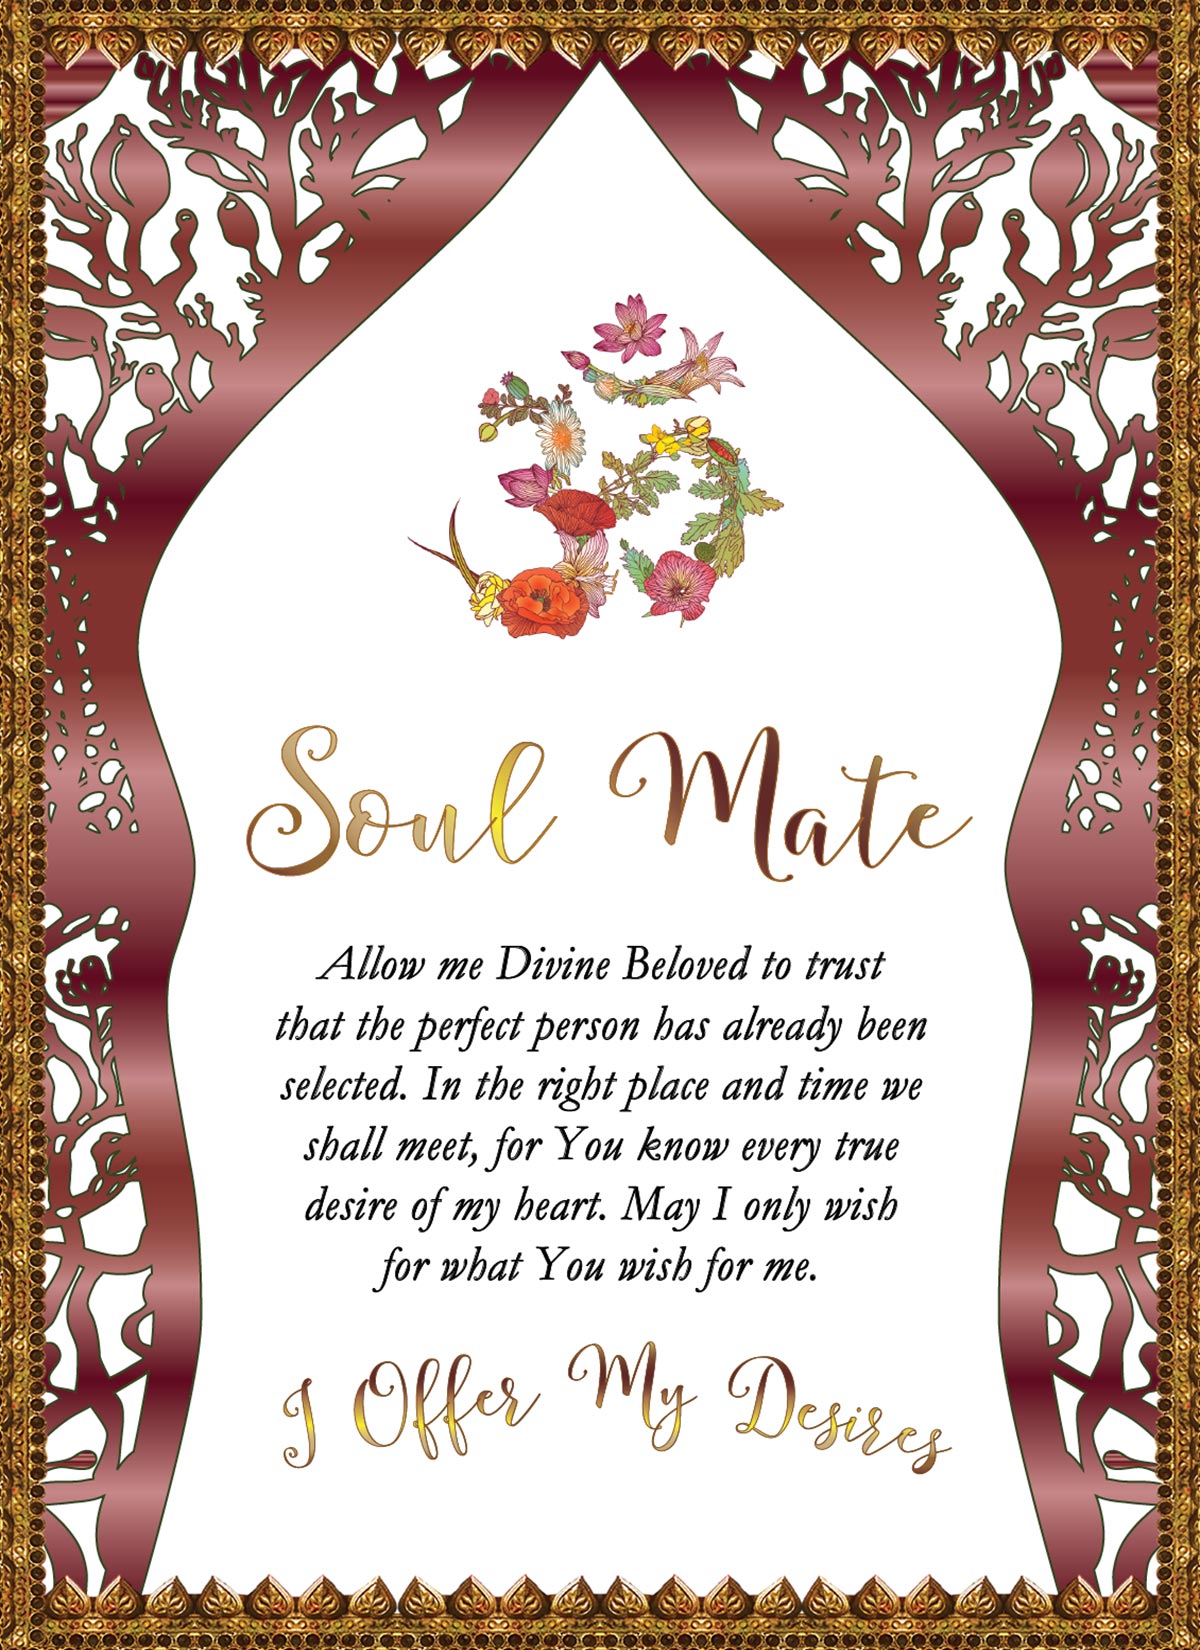 ॐ
Soul Mate
Allow me Divine Beloved to trust
that the perfect person has already been
selected. In the right place and time we
shall meet, for You know every true
desire of my heart. May I only wish
for what You wish for me.
I Offer My Desires